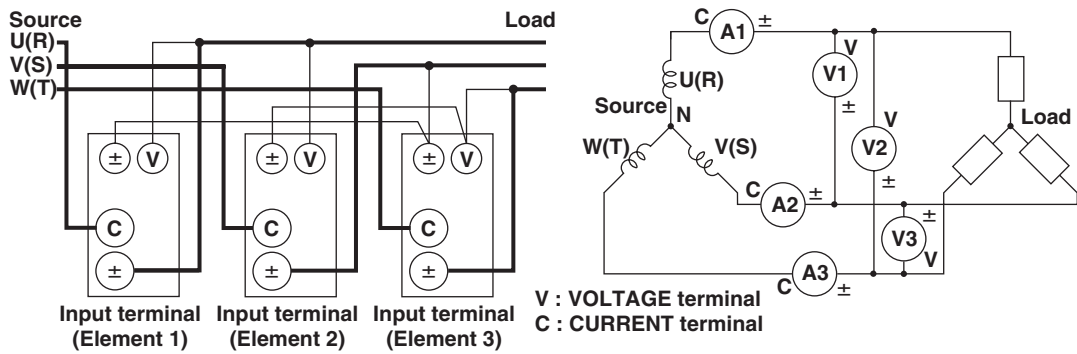 Source
Load
U(R)
V(S)
W(T)
± V
± V
± V
C
C
C
±
±
±
Input terminal
(Element 1)
Input terminal
(Element 2)
Input terminal
(Element 3)
C A1 ±
V
V1
±
U(R)
Source
N
W(T)
V(S)
V
V2
±
Load
C A2 ±
±
V3
V
C A3 ±
V : VOLTAGE terminal
C : CURRENT terminal